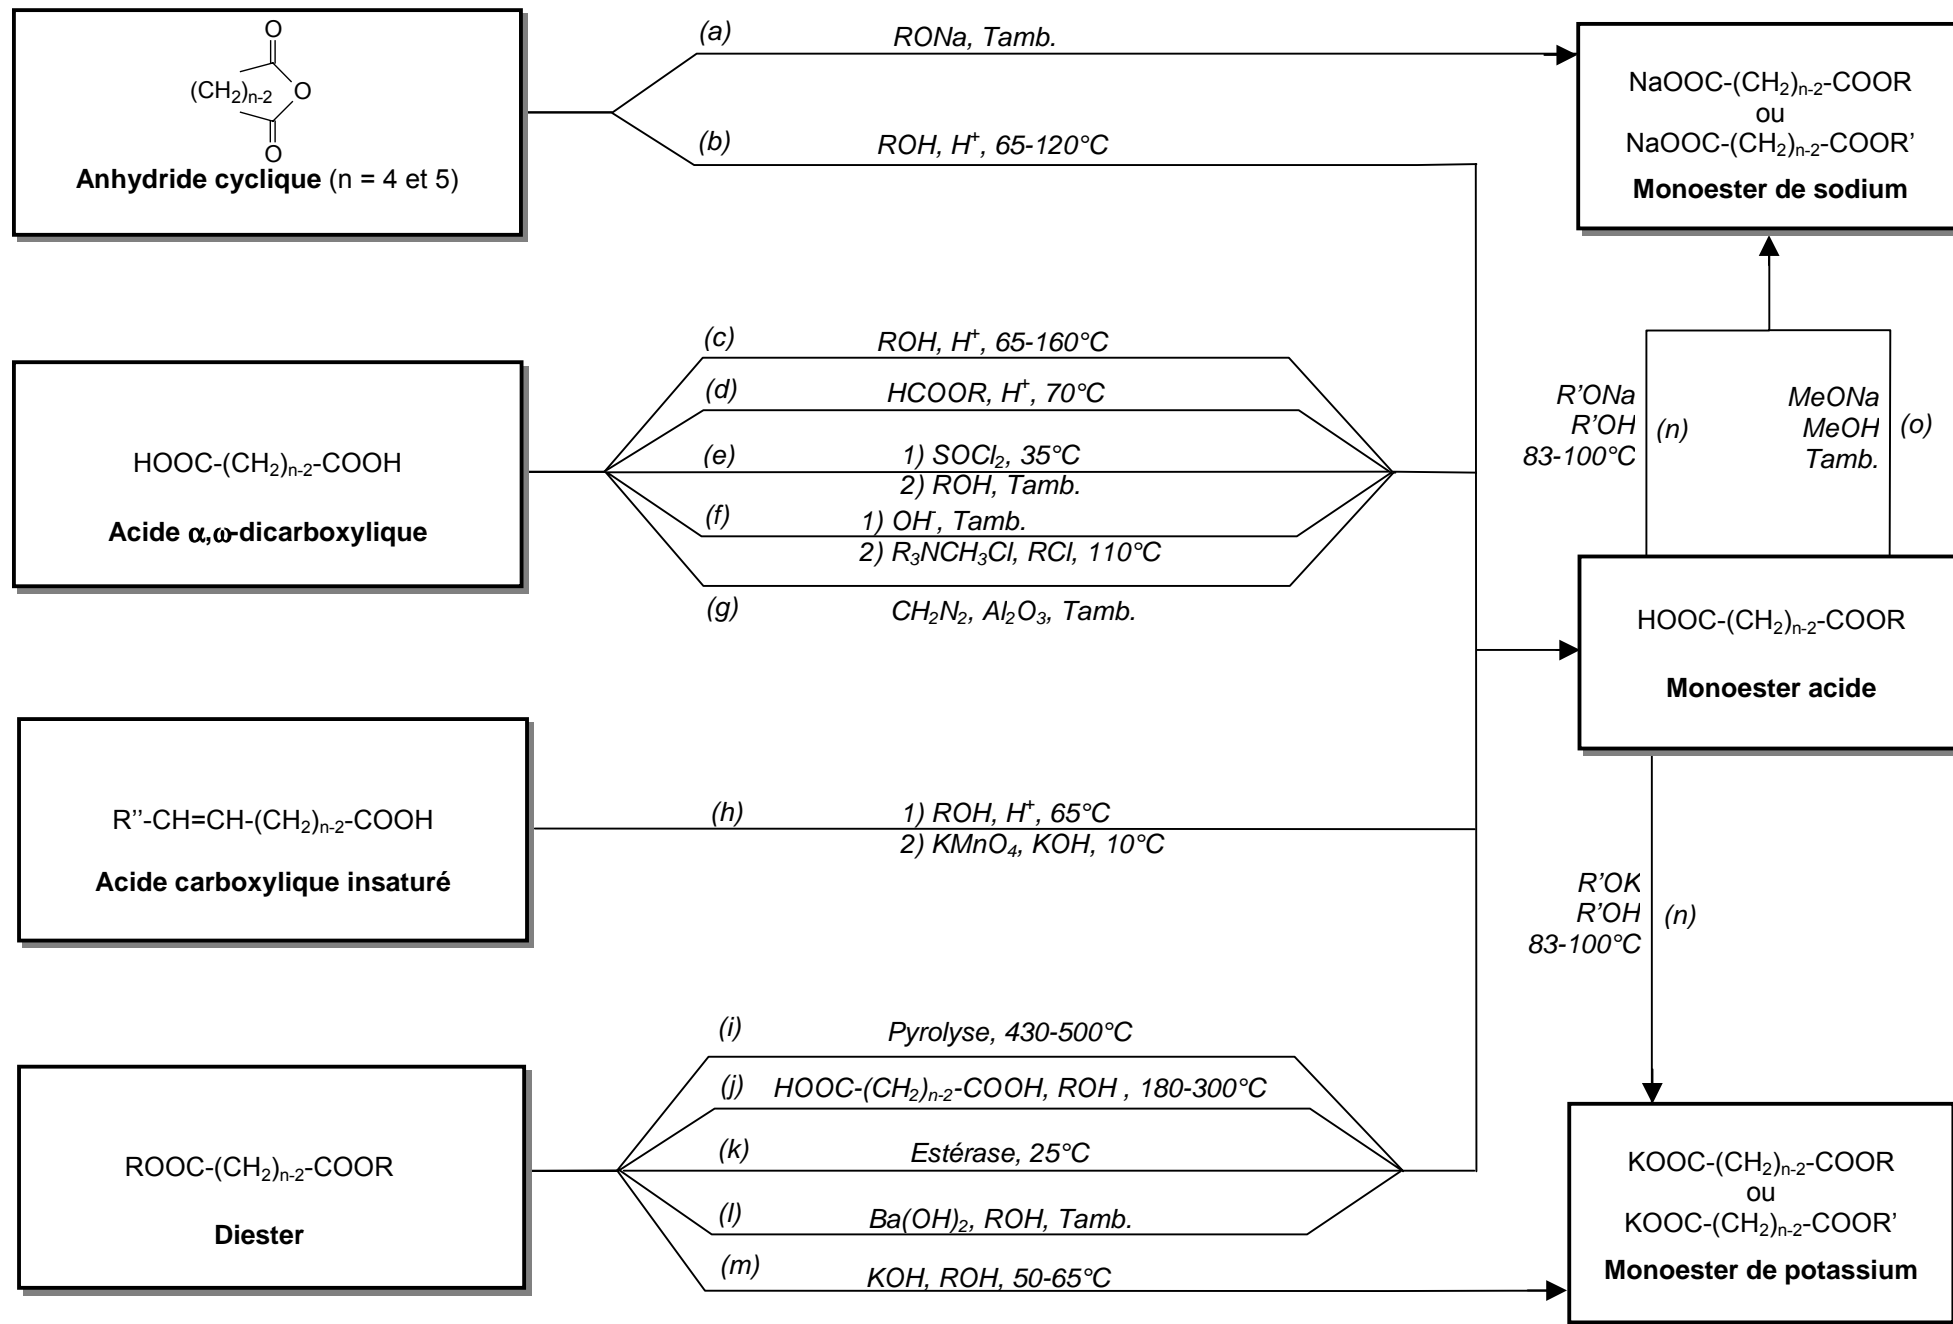 O
(CH₂)ₙ₋₂
O
O
Anhydride cyclique (n = 4 et 5)
(a) RONa, Tamb.
(b) ROH, H⁺, 65-120°C
NaOOC-(CH₂)ₙ₋₂-COOR
ou
NaOOC-(CH₂)ₙ₋₂-COOR’
Monoester de sodium
HOOC-(CH₂)ₙ₋₂-COOH
Acide α,ω-dicarboxylique
(c) ROH, H⁺, 65-160°C
(d) HCOOR, H⁺, 70°C
(e) 1) SOCl₂, 35°C
2) ROH, Tamb.
(f) 1) OH⁻, Tamb.
2) R₃NCH₃Cl, RCl, 110°C
(g) CH₂N₂, Al₂O₃, Tamb.
R’ONa
R’OH
83-100°C
(n)
MeONa
MeOH
Tamb.
(o)
HOOC-(CH₂)ₙ₋₂-COOR
Monoester acide
R’’-CH=CH-(CH₂)ₙ₋₂-COOH
Acide carboxylique insaturé
(h) 1) ROH, H⁺, 65°C
2) KMnO₄, KOH, 10°C
R’OK
R’OH
83-100°C
(n)
ROOC-(CH₂)ₙ₋₂-COOR
Diester
(i) Pyrolyse, 430-500°C
(j) HOOC-(CH₂)ₙ₋₂-COOH, ROH , 180-300°C
(k) Estérase, 25°C
(l) Ba(OH)₂, ROH, Tamb.
(m) KOH, ROH, 50-65°C
KOOC-(CH₂)ₙ₋₂-COOR
ou
KOOC-(CH₂)ₙ₋₂-COOR’
Monoester de potassium